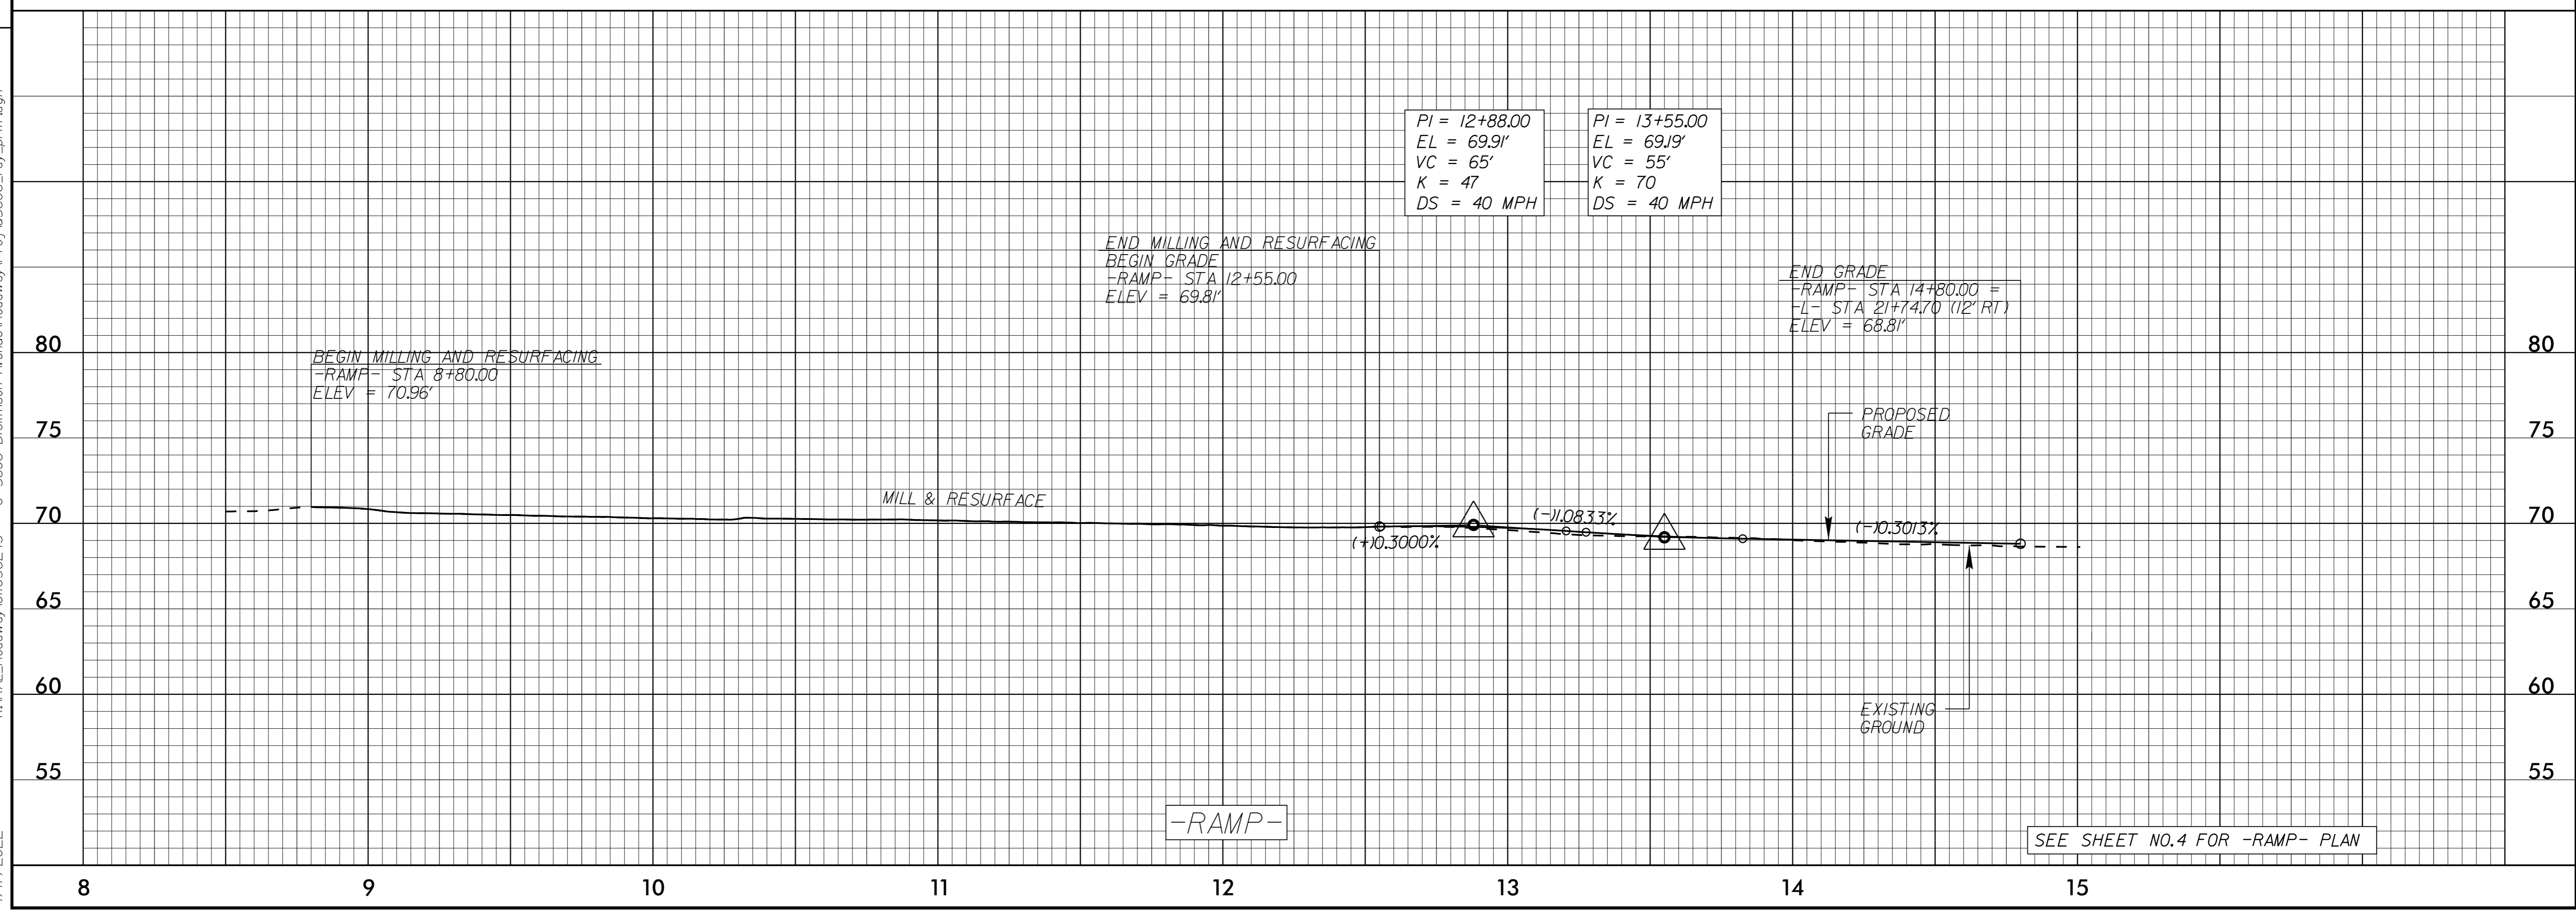 PI = 12+88.00
EL = 69.91'
VC = 65'
K = 47
DS = 40 MPH
PI = 13+55.00
EL = 69.19'
VC = 55'
K = 70
DS = 40 MPH
END MILLING AND RESURFACING
BEGIN GRADE
-RAMP- STA 12+55.00
ELEV = 69.81'
END GRADE
-RAMP- STA 14+80.00 =
-L- STA 21+74.70 (12' RT)
ELEV = 68.81'
BEGIN MILLING AND RESURFACING
-RAMP- STA 8+80.00
ELEV = 70.96'
80
80
75
75
PROPOSED
GRADE
MILL & RESURFACE
70
70
(+)0.3000%
(-)1.0833%
(-)0.3013%
65
65
60
60
EXISTING
GROUND
55
55
-RAMP-
SEE SHEET NO.4 FOR -RAMP- PLAN
8 9 10 11 12 13 14 15